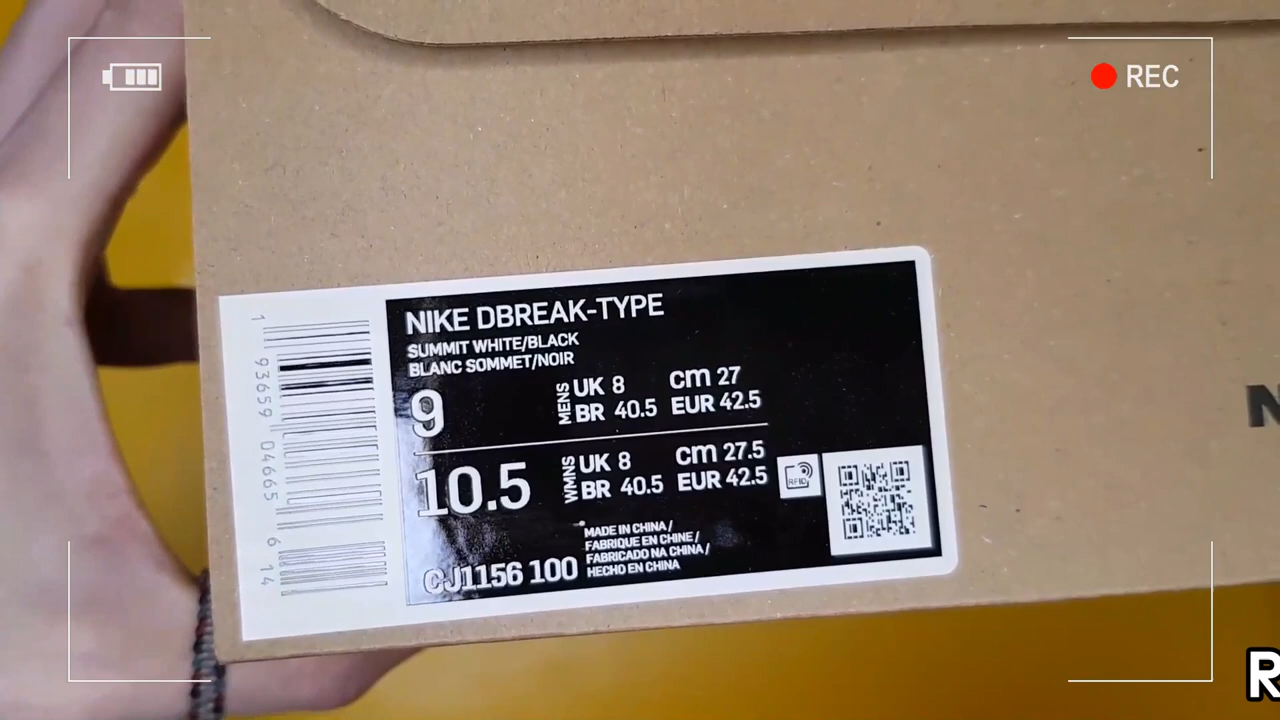 REC
NIKE DBREAK-TYPE
SUMMIT WHITE/BLACK
BLANC SOMMET/NOIR
9
MENS
UK 8 cm 27
BR 40.5 EUR 42.5
10.5
WMNS
UK 8 cm 27.5
BR 40.5 EUR 42.5
RFID
CJ1156 100
MADE IN CHINA /
FABRIQUE EN CHINE /
FABRICADO NA CHINA /
HECHO EN CHINA
1 93659 04665 6 14
N
R